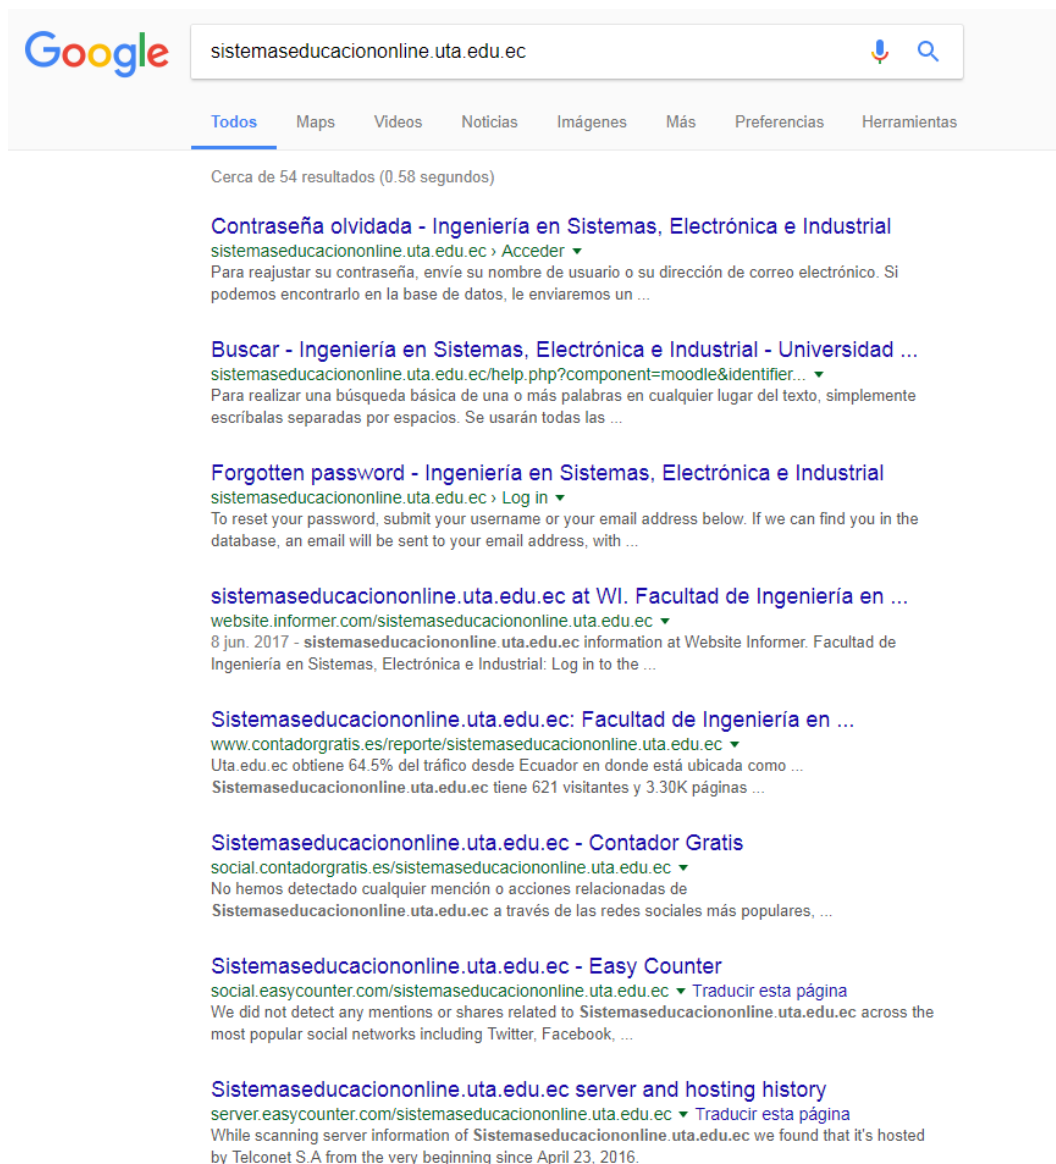 Google
sistemaseducaciononline.uta.edu.ec
Todos Maps Videos Noticias Imágenes Más Preferencias Herramientas
Cerca de 54 resultados (0.58 segundos)
Contraseña olvidada - Ingeniería en Sistemas, Electrónica e Industrial
sistemaseducaciononline.uta.edu.ec › Acceder ▼
Para reajustar su contraseña, envíe su nombre de usuario o su dirección de correo electrónico. Si
podemos encontrarlo en la base de datos, le enviaremos un ...
Buscar - Ingeniería en Sistemas, Electrónica e Industrial - Universidad ...
sistemaseducaciononline.uta.edu.ec/help.php?component=moodle&identifier... ▼
Para realizar una búsqueda básica de una o más palabras en cualquier lugar del texto, simplemente
escríbalas separadas por espacios. Se usarán todas las ...
Forgotten password - Ingeniería en Sistemas, Electrónica e Industrial
sistemaseducaciononline.uta.edu.ec › Log in ▼
To reset your password, submit your username or your email address below. If we can find you in the
database, an email will be sent to your email address, with ...
sistemaseducaciononline.uta.edu.ec at WI. Facultad de Ingeniería en ...
website.informer.com/sistemaseducaciononline.uta.edu.ec ▼
8 jun. 2017 - sistemaseducaciononline.uta.edu.ec information at Website Informer. Facultad de
Ingeniería en Sistemas, Electrónica e Industrial: Log in to the ...
Sistemaseducaciononline.uta.edu.ec: Facultad de Ingeniería en ...
www.contadorgratis.es/reporte/sistemaseducaciononline.uta.edu.ec ▼
Uta.edu.ec obtiene 64.5% del tráfico desde Ecuador en donde está ubicada como ...
Sistemaseducaciononline.uta.edu.ec tiene 621 visitantes y 3.30K páginas ...
Sistemaseducaciononline.uta.edu.ec - Contador Gratis
social.contadorgratis.es/sistemaseducaciononline.uta.edu.ec ▼
No hemos detectado cualquier mención o acciones relacionadas de
Sistemaseducaciononline.uta.edu.ec a través de las redes sociales más populares, ...
Sistemaseducaciononline.uta.edu.ec - Easy Counter
social.easycounter.com/sistemaseducaciononline.uta.edu.ec ▼ Traducir esta página
We did not detect any mentions or shares related to Sistemaseducaciononline.uta.edu.ec across the
most popular social networks including Twitter, Facebook, ...
Sistemaseducaciononline.uta.edu.ec server and hosting history
server.easycounter.com/sistemaseducaciononline.uta.edu.ec ▼ Traducir esta página
While scanning server information of Sistemaseducaciononline.uta.edu.ec we found that it's hosted
by Telconet S.A from the very beginning since April 23, 2016.